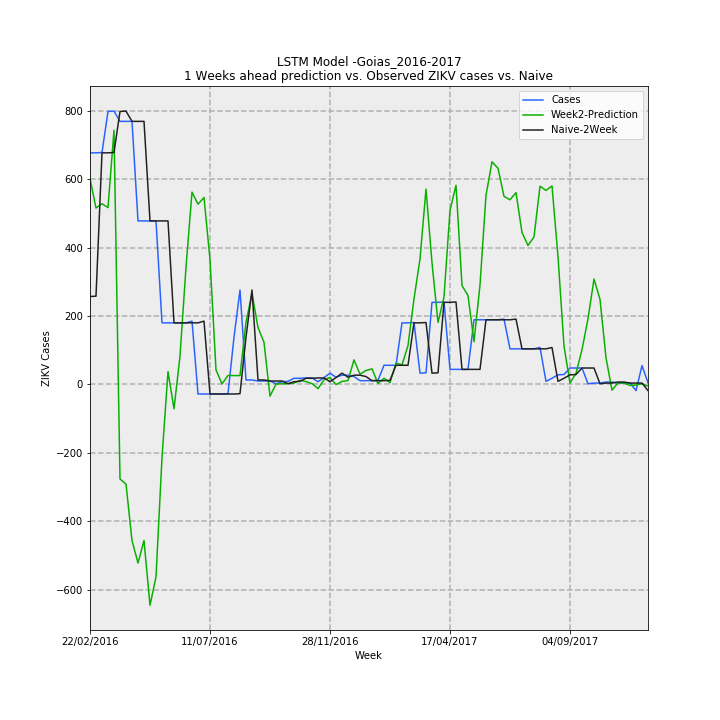 LSTM Model -Goias_2016-2017
1 Weeks ahead prediction vs. Observed ZIKV cases vs. Naive
Cases
Week2-Prediction
Naive-2Week
ZIKV Cases
800
600
400
200
0
−200
−400
−600
22/02/2016
11/07/2016
28/11/2016
17/04/2017
04/09/2017
Week